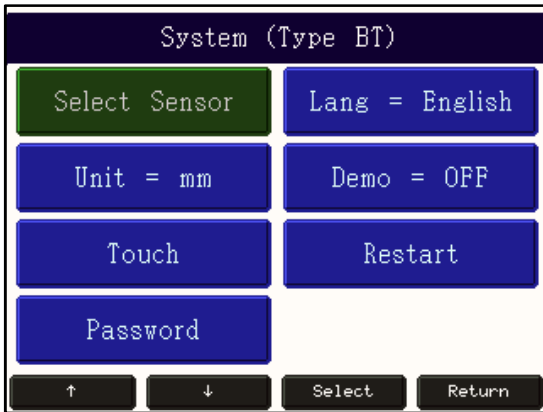 System (Type BT)
Select Sensor
Lang = English
Unit = mm
Demo = OFF
Touch
Restart
Password
↑
↓
Select
Return